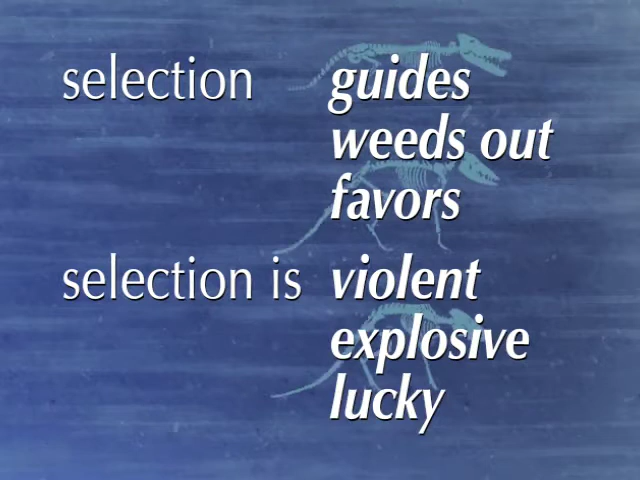 selection guides
weeds out
favors
selection is violent
explosive
lucky